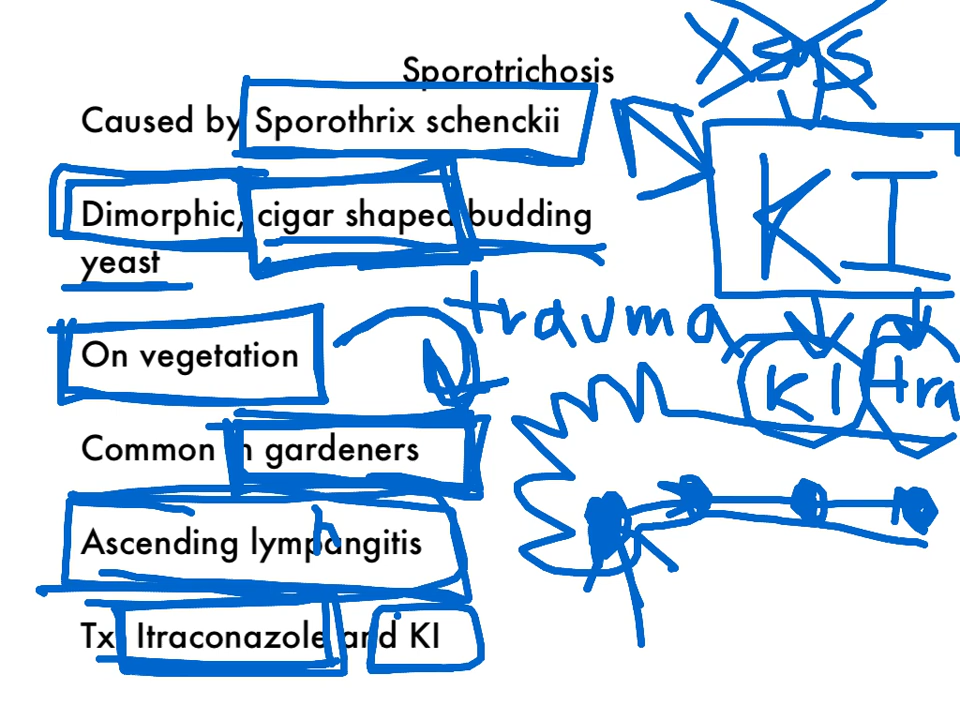 Sporotrichosis
Caused by Sporothrix schenckii
Dimorphic, cigar shaped budding
yeast
On vegetation
Common in gardeners
Ascending lympangitis
h
Tx: Itraconazole and KI
KI
trauma
KI
tra